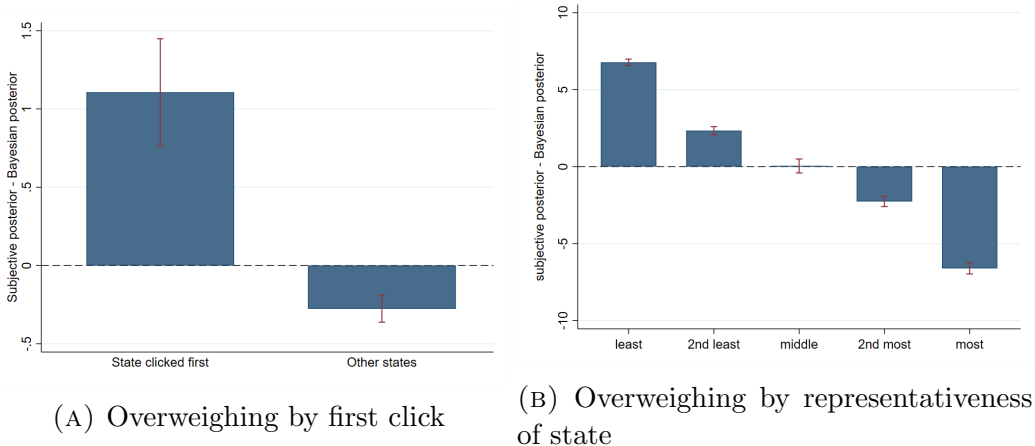 Subjective posterior - Bayesian posterior
1.5
1
.5
0
-.5
State clicked first
Other states
(A) Overweighing by first click
subjective posterior - Bayesian posterior
10
5
0
-5
-10
least
2nd least
middle
2nd most
most
(B) Overweighing by representativeness
of state